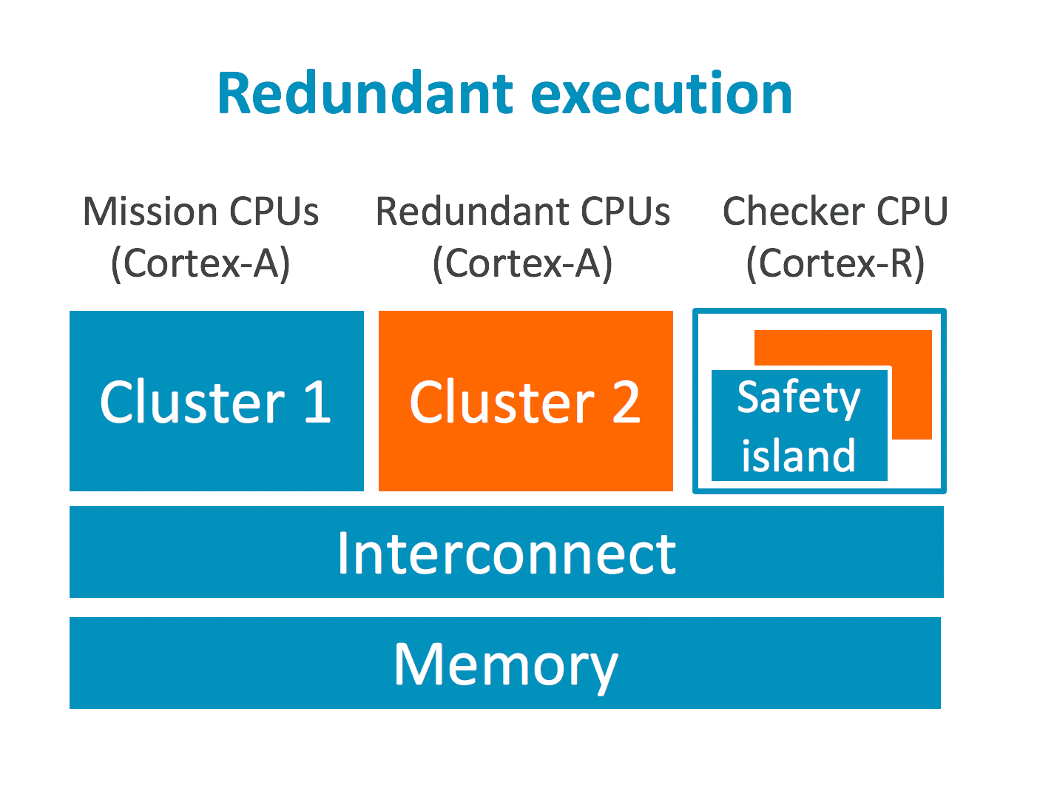 Redundant execution
Mission CPUs
(Cortex-A)
Redundant CPUs
(Cortex-A)
Checker CPU
(Cortex-R)
Cluster 1
Cluster 2
Safety
island
Interconnect
Memory